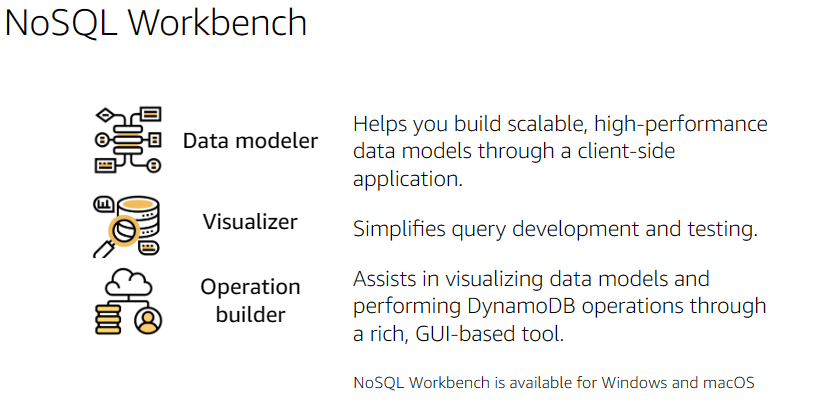 NoSQL Workbench
Data modeler
Helps you build scalable, high-performance
data models through a client-side
application.
Visualizer
Simplifies query development and testing.
Operation
builder
Assists in visualizing data models and
performing DynamoDB operations through
a rich, GUI-based tool.
NoSQL Workbench is available for Windows and macOS